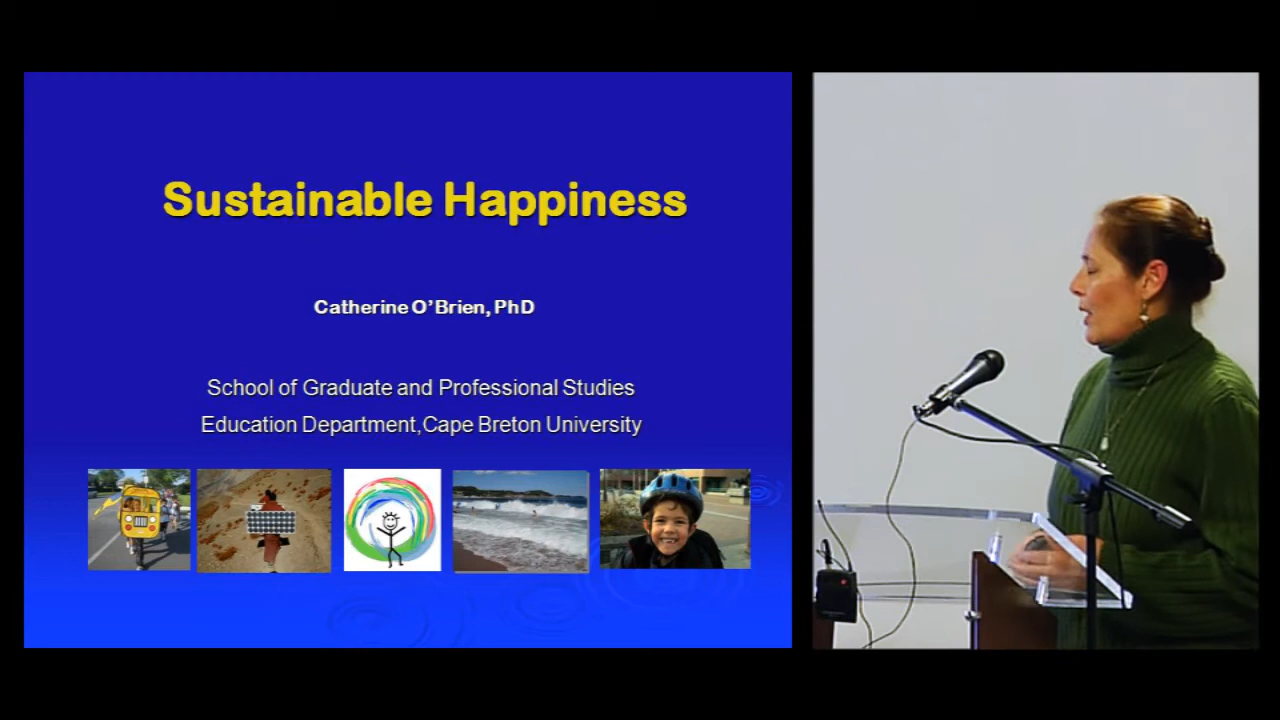 Sustainable Happiness
Catherine O'Brien, PhD
School of Graduate and Professional Studies
Education Department,Cape Breton University